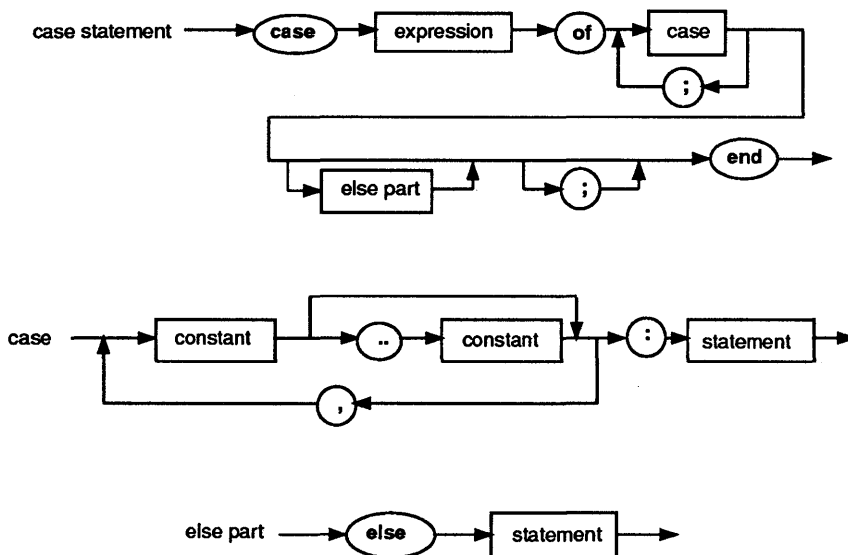 case statement case expression of case
;
else part ; end
case constant .. constant : statement
,
else part else statement